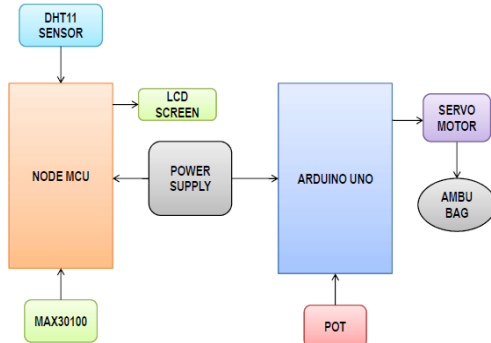 DHT11
SENSOR
LCD
SCREEN
NODE MCU
POWER
SUPPLY
ARDUINO UNO
SERVO
MOTOR
AMBU
BAG
MAX30100
POT